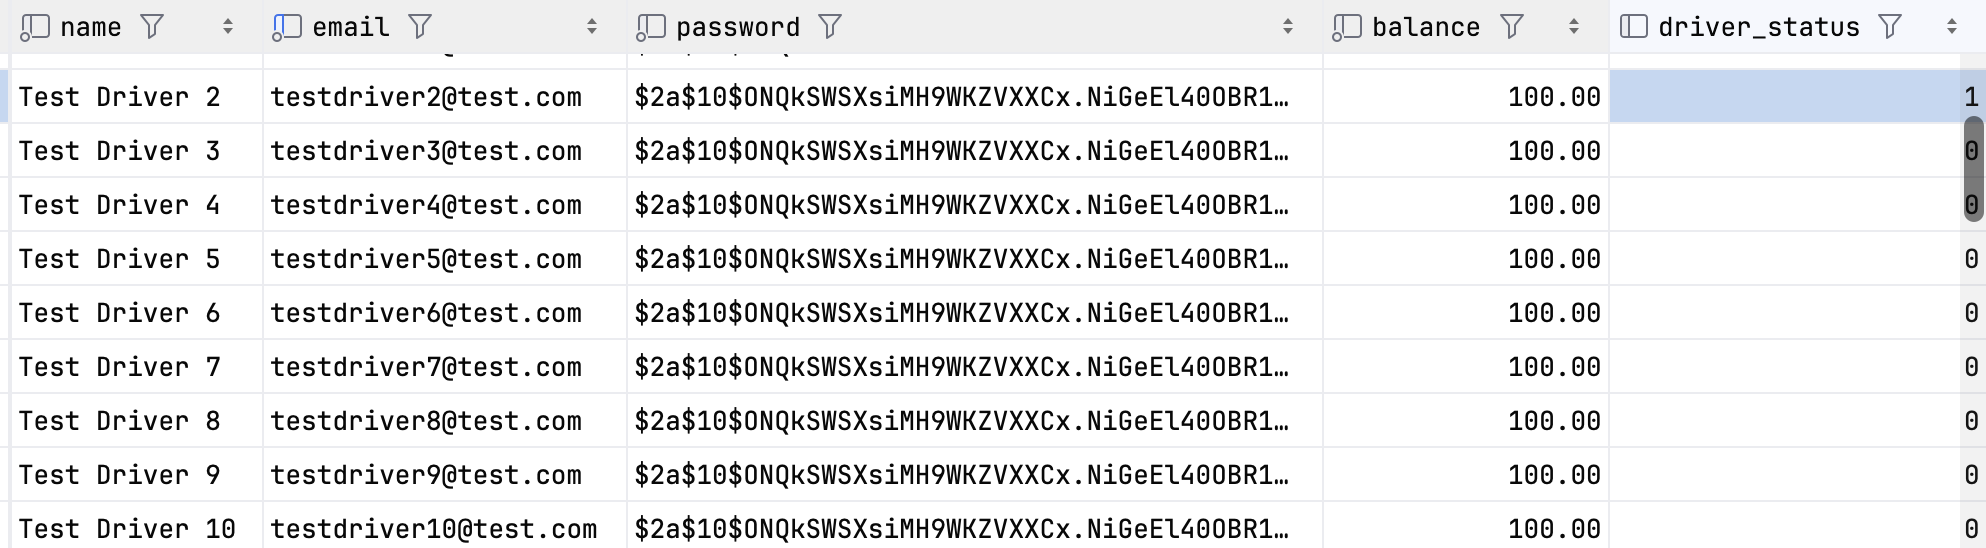 name email password balance driver_status
Test Driver 2 testdriver2@test.com $2a$10$ONQkSWSXsiMH9WKZVXXCx.NiGeEl40OBR1… 100.00 1
Test Driver 3 testdriver3@test.com $2a$10$ONQkSWSXsiMH9WKZVXXCx.NiGeEl40OBR1… 100.00 0
Test Driver 4 testdriver4@test.com $2a$10$ONQkSWSXsiMH9WKZVXXCx.NiGeEl40OBR1… 100.00 0
Test Driver 5 testdriver5@test.com $2a$10$ONQkSWSXsiMH9WKZVXXCx.NiGeEl40OBR1… 100.00 0
Test Driver 6 testdriver6@test.com $2a$10$ONQkSWSXsiMH9WKZVXXCx.NiGeEl40OBR1… 100.00 0
Test Driver 7 testdriver7@test.com $2a$10$ONQkSWSXsiMH9WKZVXXCx.NiGeEl40OBR1… 100.00 0
Test Driver 8 testdriver8@test.com $2a$10$ONQkSWSXsiMH9WKZVXXCx.NiGeEl40OBR1… 100.00 0
Test Driver 9 testdriver9@test.com $2a$10$ONQkSWSXsiMH9WKZVXXCx.NiGeEl40OBR1… 100.00 0
Test Driver 10 testdriver10@test.com $2a$10$ONQkSWSXsiMH9WKZVXXCx.NiGeEl40OBR1… 100.00 0